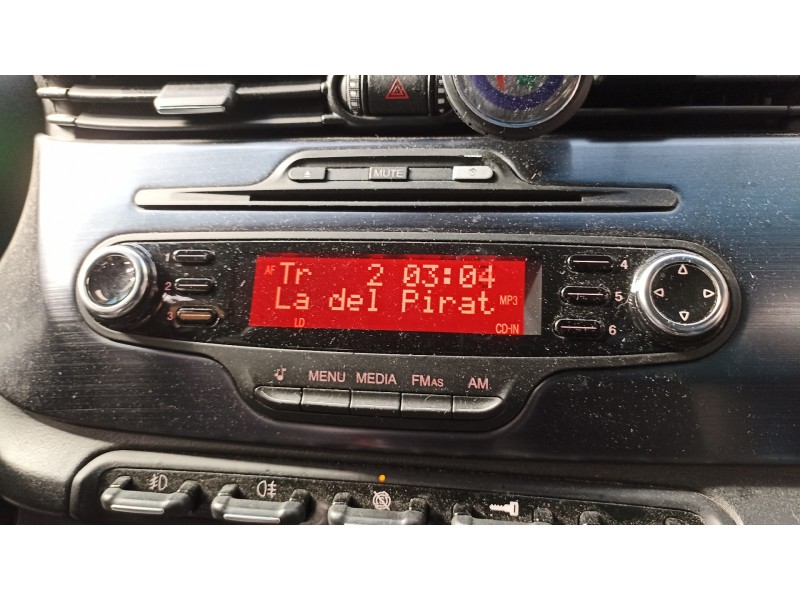 MUTE
1
2
3
AF Tr 2 03:04
La del Pirat MP3
LD CD-IN
4
5
6
MENU MEDIA FMAS AM